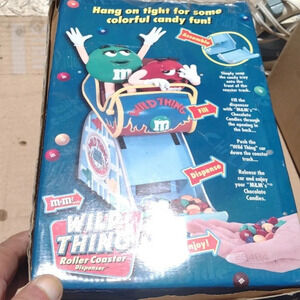 Hang on tight for some
colorful candy fun!
Assemble
Simply snap
the candy tray
onto the
front of the
coaster track.
m
WILD THING
m
Fill
Fill the
dispenser
with "M&M's"™
Chocolate
Candies through
the opening in
the back...
Push the
"Wild Thing" car
down the coaster
track...
Dispense
Release the
car and enjoy
your "M&M's"™
Chocolate
Candies.
m&m's
WILD
THING
Roller Coaster
Dispenser
Enjoy!